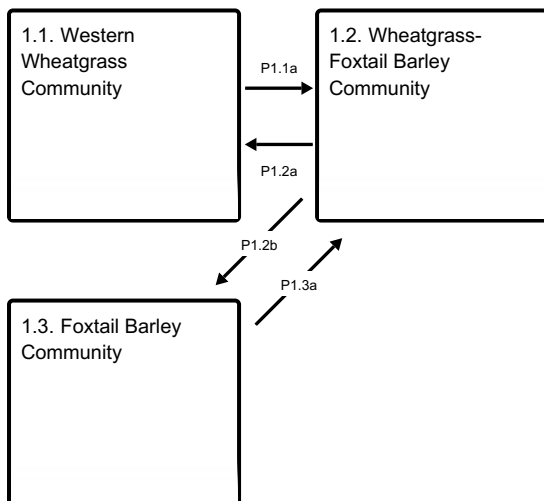 1.1. Western
Wheatgrass
Community
P1.1a
1.2. Wheatgrass-
Foxtail Barley
Community
P1.2a
P1.2b
P1.3a
1.3. Foxtail Barley
Community